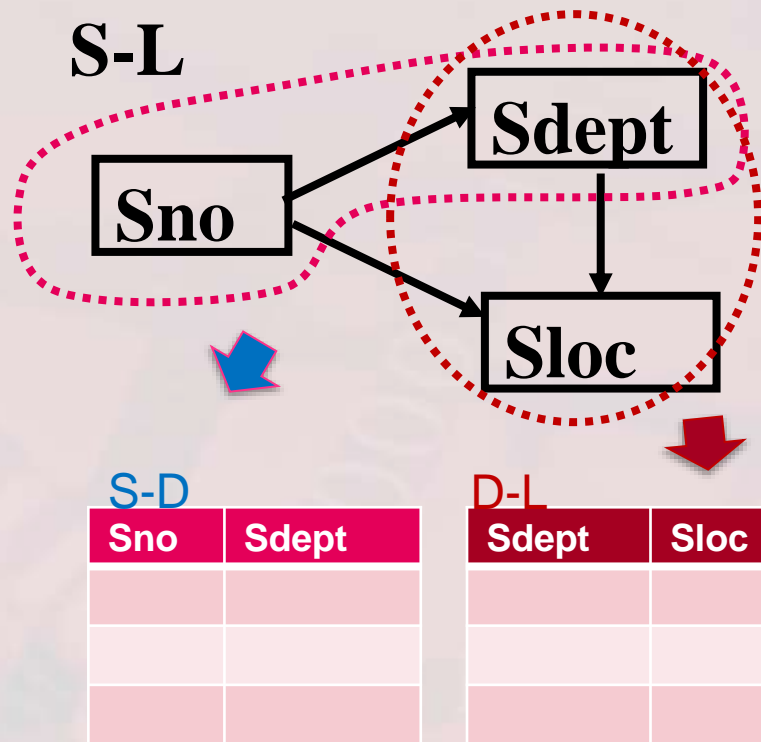 S-L
Sdept
Sno
Sloc
S-D
D-L
Sno Sdept
Sdept Sloc